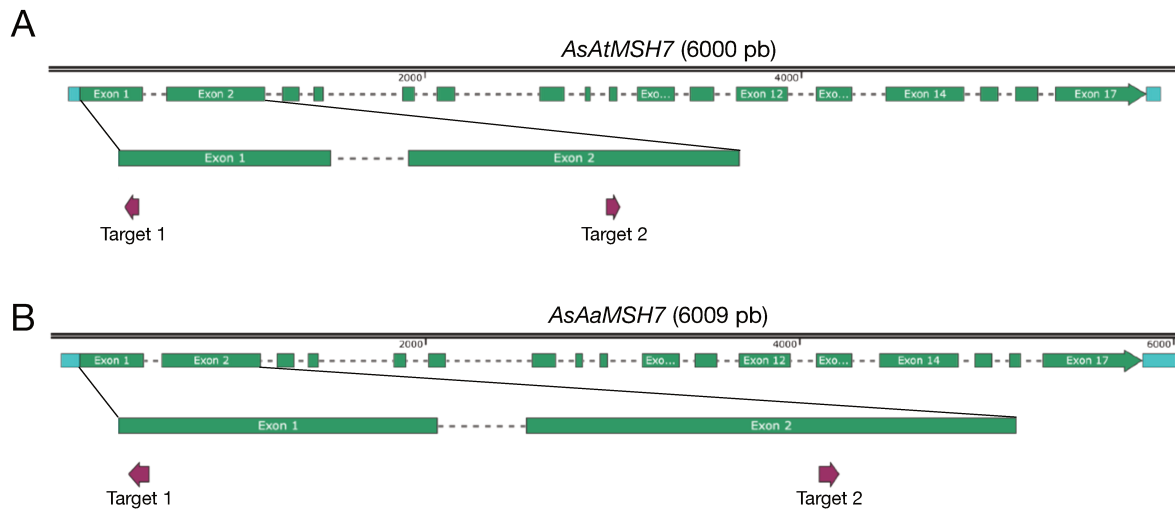 A
AsAtMSH7 (6000 pb)
2000 4000
Exon 1 Exon 2 Exo... Exon 12 Exo... Exon 14 Exon 17
Exon 1 Exon 2
Target 1 Target 2
B
AsAaMSH7 (6009 pb)
2000 4000 6000
Exon 1 Exon 2 Exo... Exon 12 Exo... Exon 14 Exon 17
Exon 1 Exon 2
Target 1 Target 2